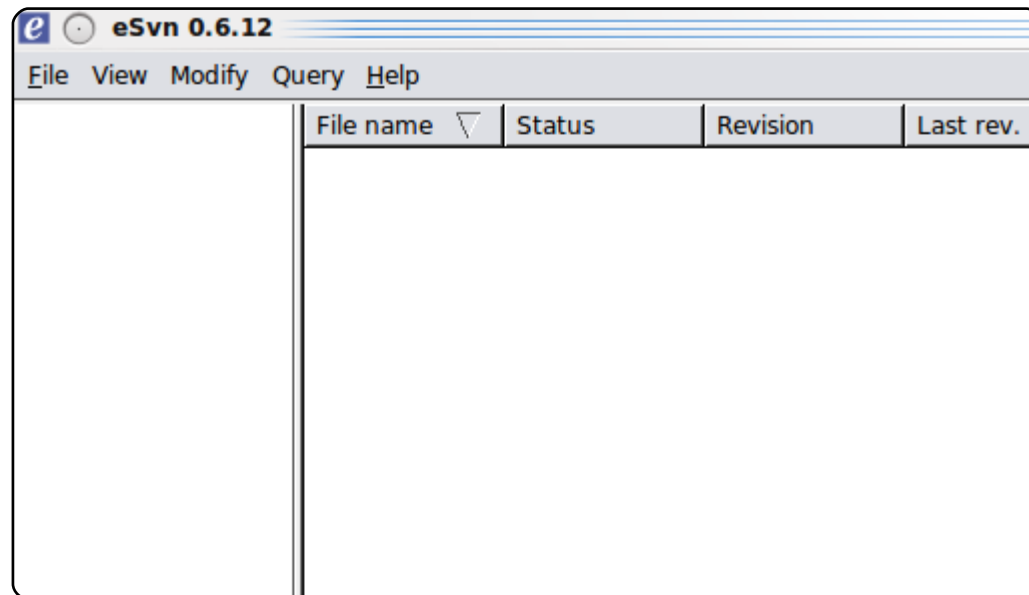 e eSvn 0.6.12
File View Modify Query Help
File name Status Revision Last rev.